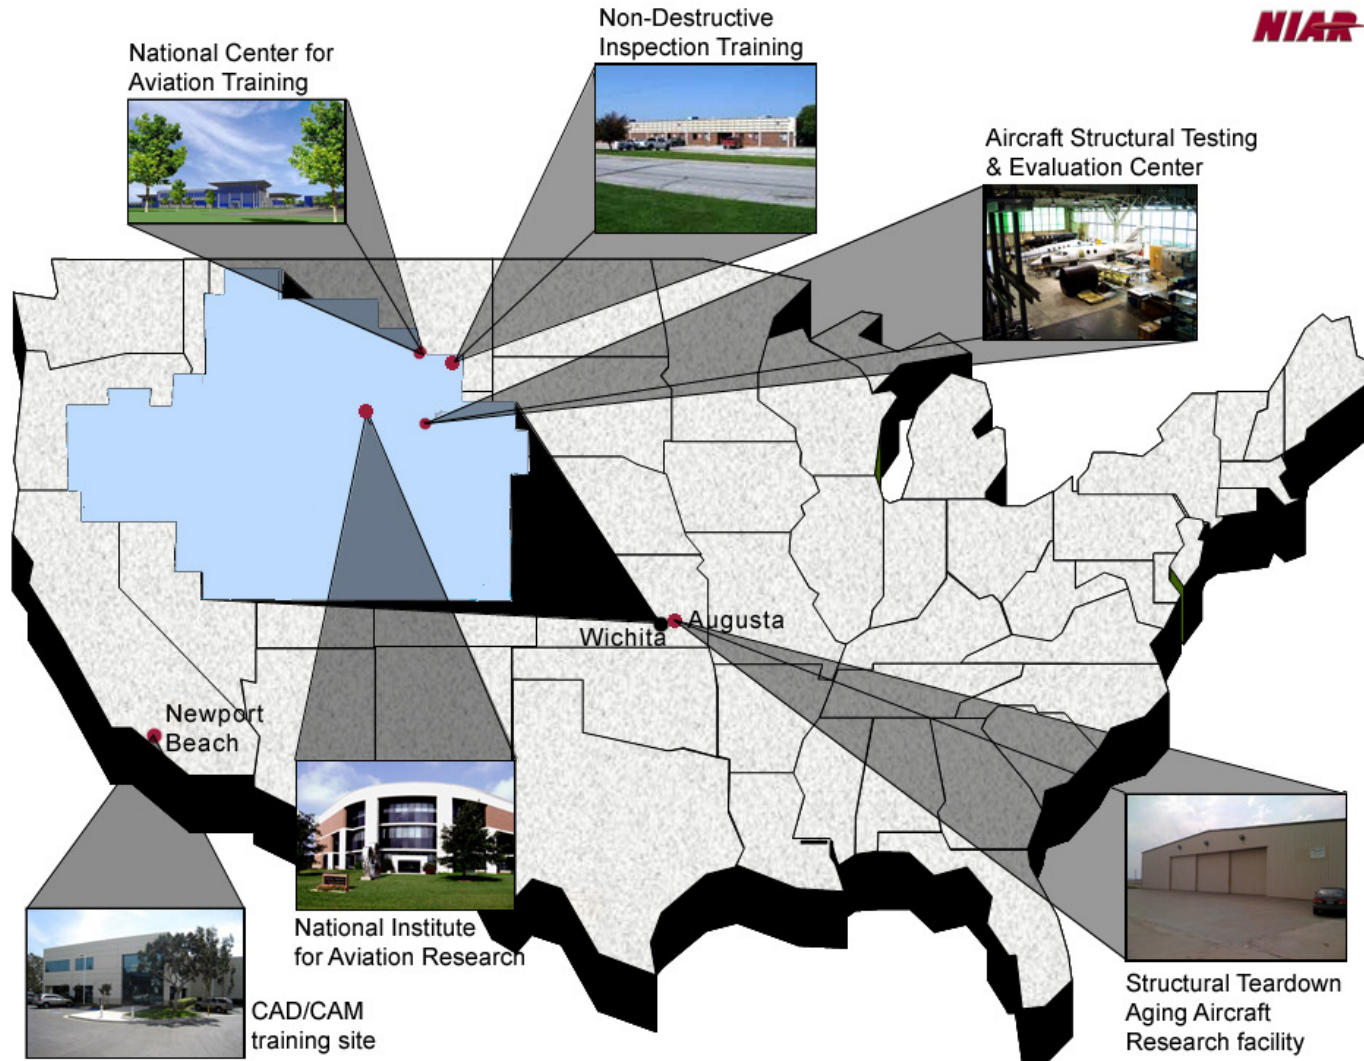 NIAR
National Center for
Aviation Training
Non-Destructive
Inspection Training
Aircraft Structural Testing
& Evaluation Center
Augusta
Wichita
Newport
Beach
National Institute
for Aviation Research
CAD/CAM
training site
Structural Teardown
Aging Aircraft
Research facility